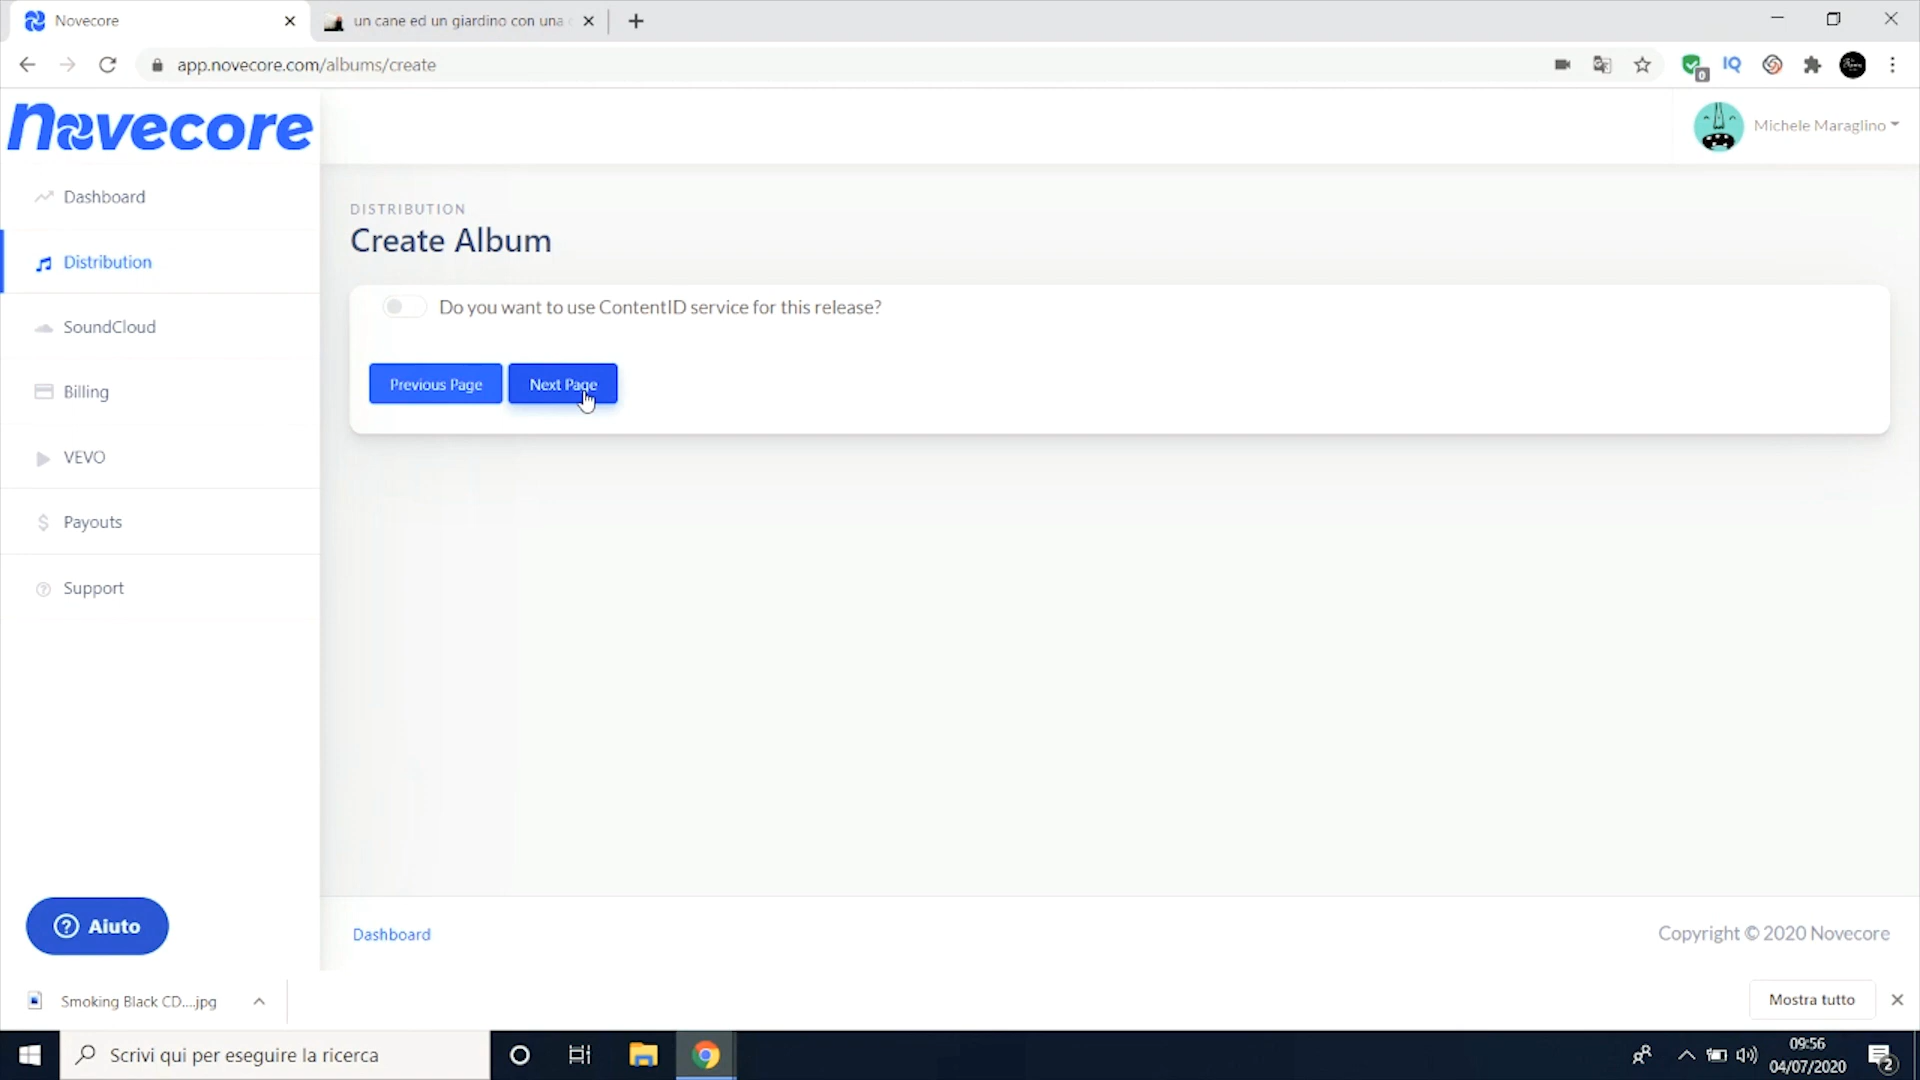 Novecore
un cane ed un giardino con una
app.novecore.com/albums/create
0
IQ
Novecore
Michele Maraglino
Dashboard
Distribution
SoundCloud
Billing
VEVO
Payouts
Support
DISTRIBUTION
Create Album
Do you want to use ContentID service for this release?
Previous Page
Next Page
Aiuto
Dashboard
Copyright © 2020 Novecore
Smoking Black CD....jpg
Mostra tutto
Scrivi qui per eseguire la ricerca
09:56
04/07/2020
2